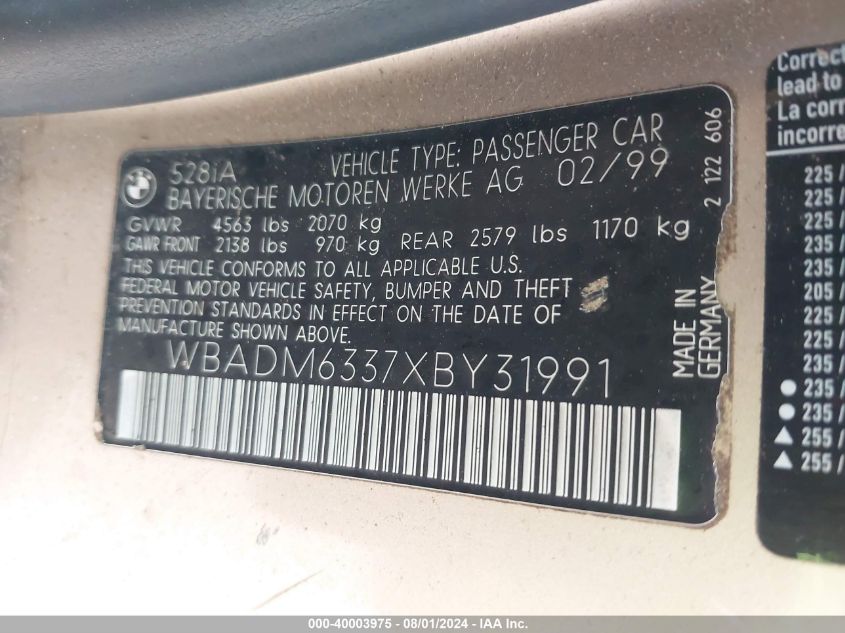 528iA VEHICLE TYPE: PASSENGER CAR
BAYERISCHE MOTOREN WERKE AG 02/99
GVWR 4563 lbs 2070 kg
GAWR FRONT 2138 lbs 970 kg REAR 2579 lbs 1170 kg
THIS VEHICLE CONFORMS TO ALL APPLICABLE U.S.
FEDERAL MOTOR VEHICLE SAFETY, BUMPER AND THEFT
PREVENTION STANDARDS IN EFFECT ON THE DATE OF
MANUFACTURE SHOWN ABOVE.
WBADM6337XBY31991
MADE IN
GERMANY
2 122 606
Correct
lead to
La corr
incorre
225/
225/
225/
235/
235/
205/
225/
225/
235/
235/
235/
255/
255/
000-40003975 - 08/01/2024 - IAA Inc.